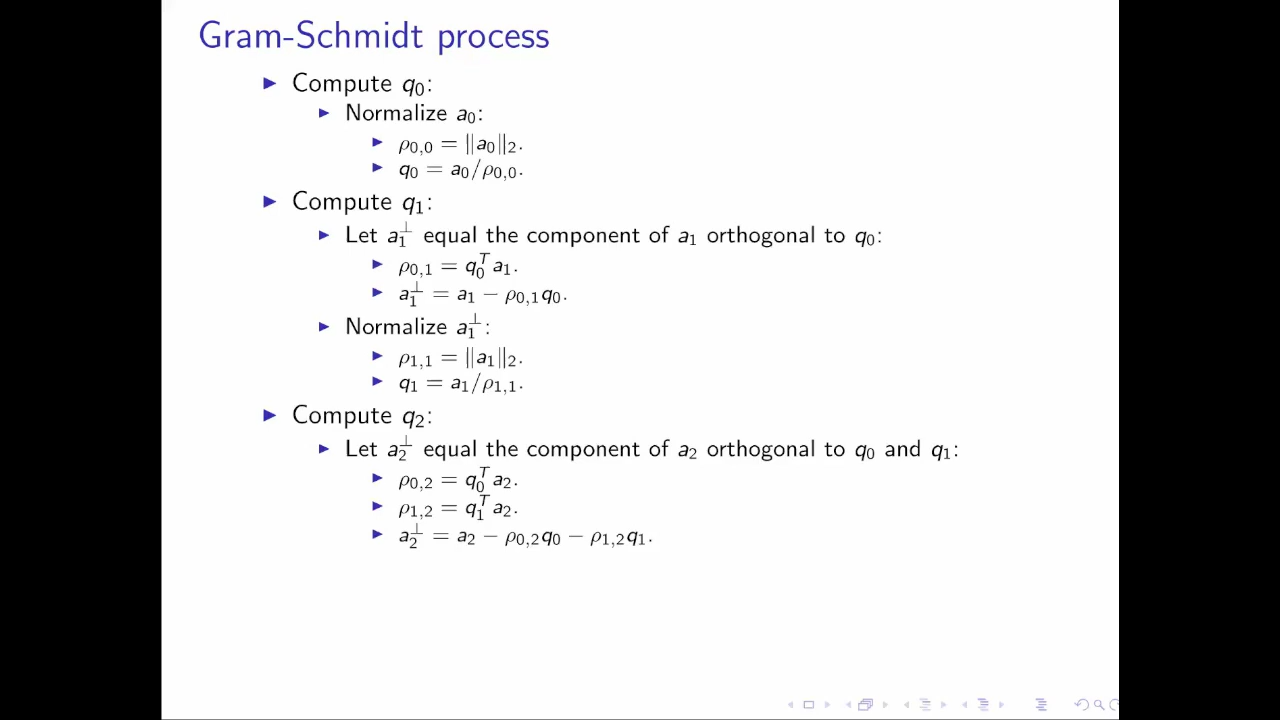 Gram-Schmidt process
▶ Compute q₀:
▶ Normalize a₀:
▶ ρ₀,₀ = ‖a₀‖₂.
▶ q₀ = a₀/ρ₀,₀.
▶ Compute q₁:
▶ Let a₁^⊥ equal the component of a₁ orthogonal to q₀:
▶ ρ₀,₁ = q₀^T a₁.
▶ a₁^⊥ = a₁ − ρ₀,₁q₀.
▶ Normalize a₁^⊥:
▶ ρ₁,₁ = ‖a₁‖₂.
▶ q₁ = a₁/ρ₁,₁.
▶ Compute q₂:
▶ Let a₂^⊥ equal the component of a₂ orthogonal to q₀ and q₁:
▶ ρ₀,₂ = q₀^T a₂.
▶ ρ₁,₂ = q₁^T a₂.
▶ a₂^⊥ = a₂ − ρ₀,₂q₀ − ρ₁,₂q₁.